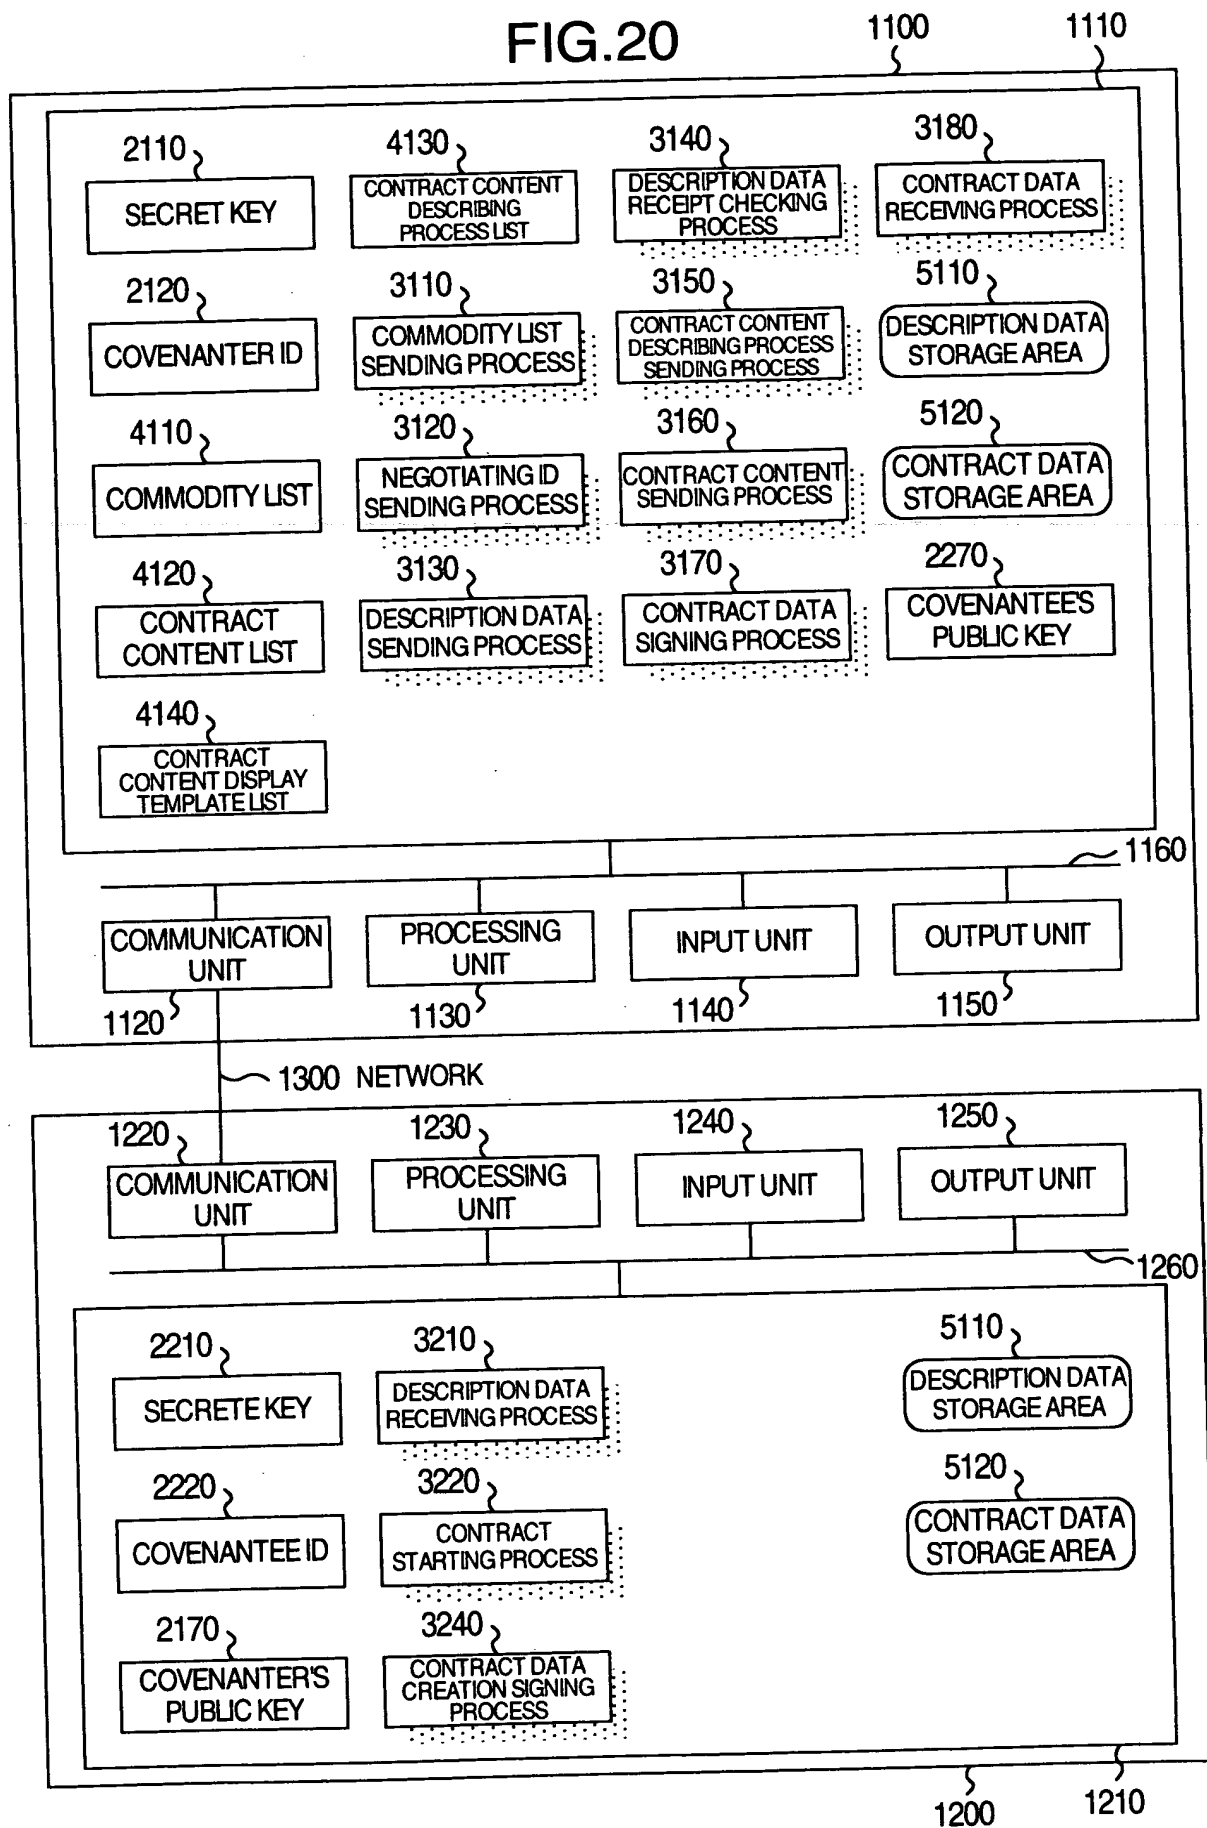 FIG.20
1100
1110
2110
4130
3140
3180
SECRET KEY
CONTRACT CONTENT
DESCRIBING
PROCESS LIST
DESCRIPTION DATA
RECEIPT CHECKING
PROCESS
CONTRACT DATA
RECEIVING PROCESS
2120
3110
3150
5110
COVENANTER ID
COMMODITY LIST
SENDING PROCESS
CONTRACT CONTENT
DESCRIBING PROCESS
SENDING PROCESS
DESCRIPTION DATA
STORAGE AREA
4110
3120
3160
5120
COMMODITY LIST
NEGOTIATING ID
SENDING PROCESS
CONTRACT CONTENT
SENDING PROCESS
CONTRACT DATA
STORAGE AREA
4120
3130
3170
2270
CONTRACT
CONTENT LIST
DESCRIPTION DATA
SENDING PROCESS
CONTRACT DATA
SIGNING PROCESS
COVENANTEE'S
PUBLIC KEY
4140
CONTRACT
CONTENT DISPLAY
TEMPLATE LIST
1160
COMMUNICATION
UNIT
PROCESSING
UNIT
INPUT UNIT
OUTPUT UNIT
1120
1130
1140
1150
1300 NETWORK
1220
1230
1240
1250
COMMUNICATION
UNIT
PROCESSING
UNIT
INPUT UNIT
OUTPUT UNIT
1260
2210
3210
5110
SECRETE KEY
DESCRIPTION DATA
RECEIVING PROCESS
DESCRIPTION DATA
STORAGE AREA
2220
3220
5120
COVENANTEE ID
CONTRACT
STARTING PROCESS
CONTRACT DATA
STORAGE AREA
2170
3240
COVENANTER'S
PUBLIC KEY
CONTRACT DATA
CREATION SIGNING
PROCESS
1200
1210